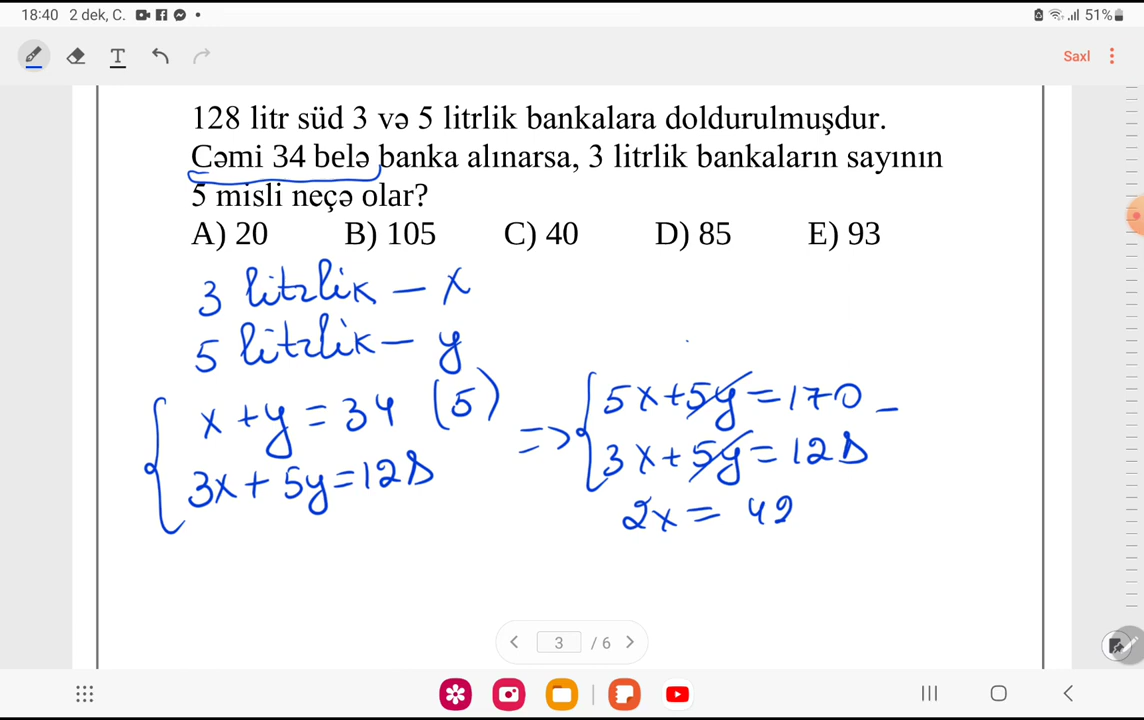 18:40 2 dek, C.
51%
T
Saxl
128 litr süd 3 və 5 litrlik bankalara doldurulmuşdur.
Cəmi 34 belə banka alınarsa, 3 litrlik bankaların sayının
5 misli neçə olar?
A) 20 B) 105 C) 40 D) 85 E) 93
3 litrlik – x
5 litrlik – y
x + y = 34 (5)
3x + 5y = 128
=> 5x + 5y = 170 –
3x + 5y = 128
2x = 42
3 / 6